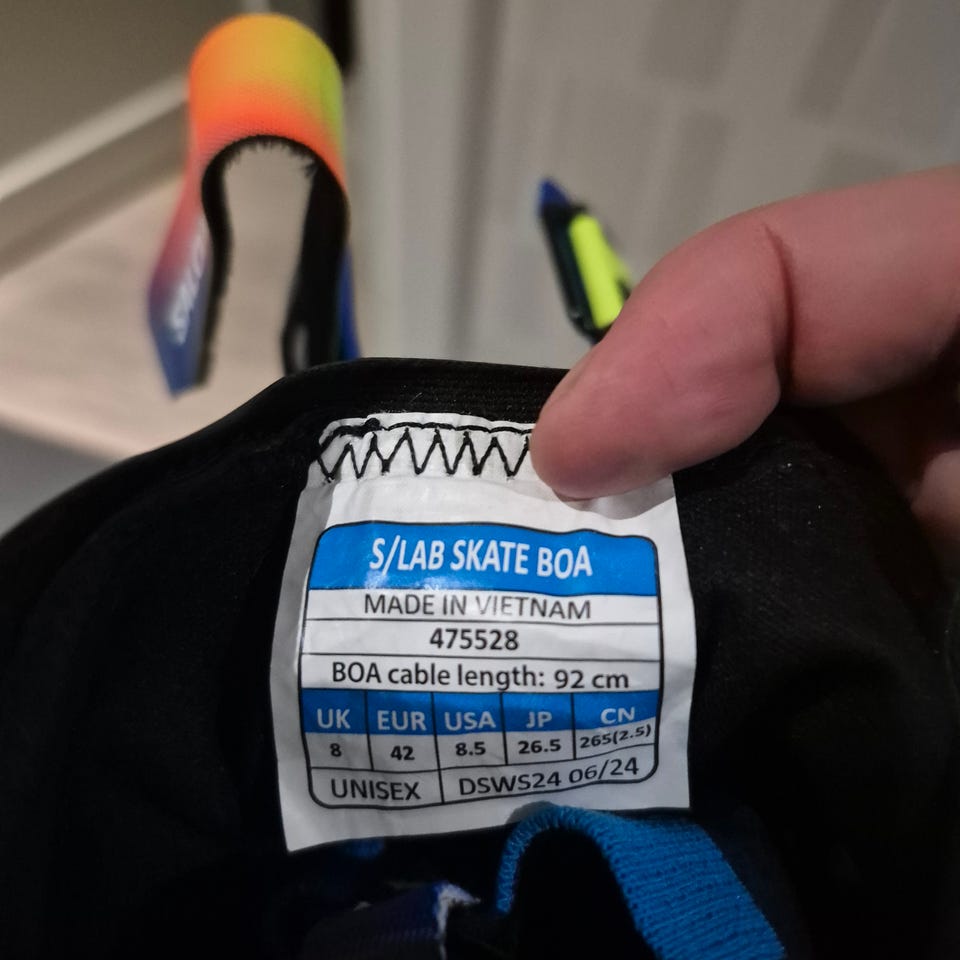 S/LAB SKATE BOA
MADE IN VIETNAM
475528
BOA cable length: 92 cm
UK EUR USA JP CN
8 42 8.5 26.5 265(2.5)
UNISEX DSWS24 06/24